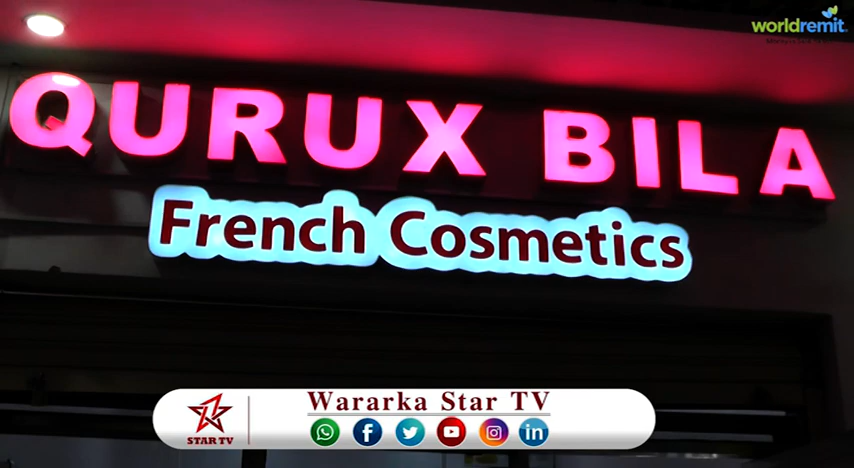 worldremit
QURUX BILA
French Cosmetics
Wararka Star TV
STAR TV